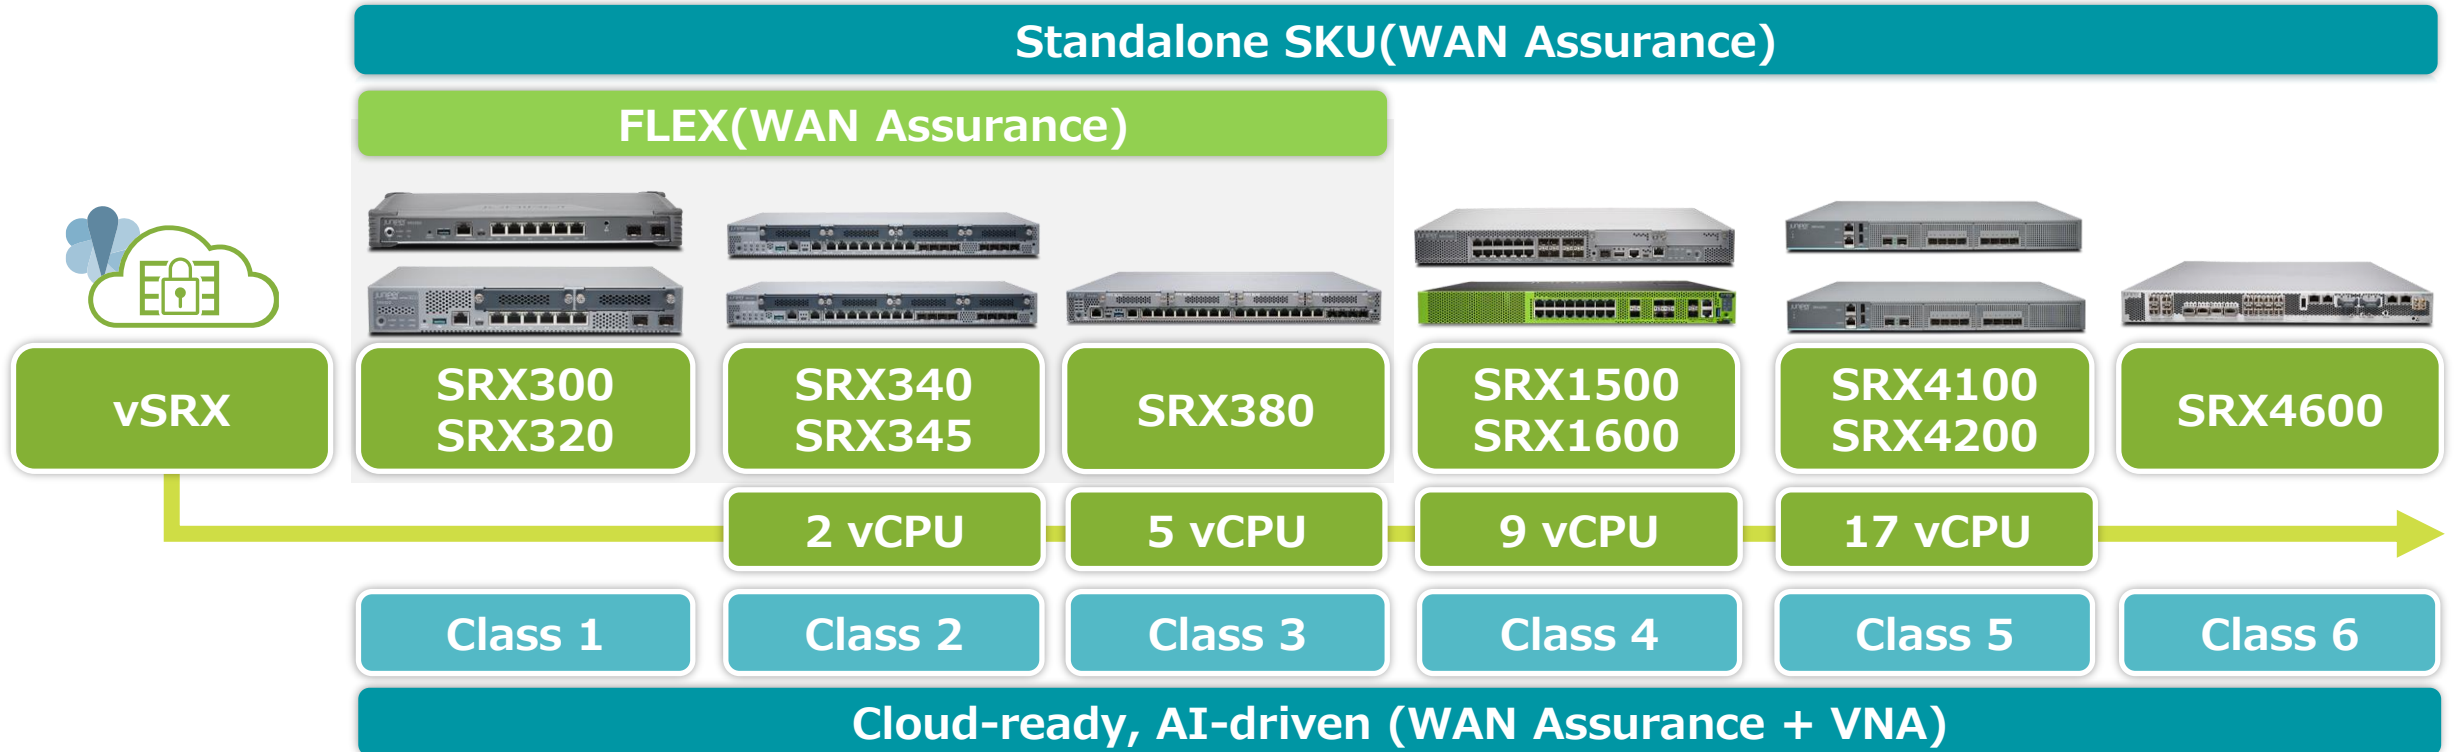 Standalone SKU(WAN Assurance)
FLEX(WAN Assurance)
vSRX
SRX300
SRX320
SRX340
SRX345
SRX380
SRX1500
SRX1600
SRX4100
SRX4200
SRX4600
2 vCPU
5 vCPU
9 vCPU
17 vCPU
Class 1
Class 2
Class 3
Class 4
Class 5
Class 6
Cloud-ready, AI-driven (WAN Assurance + VNA)